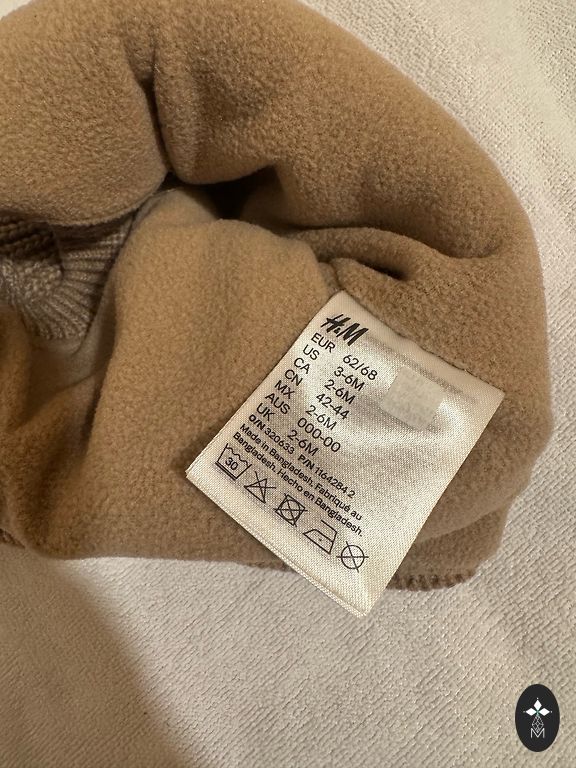 H&M
EUR 62/68
US 3-6M
CA 2-6M
CN 42-44
MX 2-6M
AUS 000-00
UK 2-6M
O/N 320633 P/N 1164284 2
Made in Bangladesh. Fabriqué au
Bangladesh. Hecho en Bangladesh.
30
M